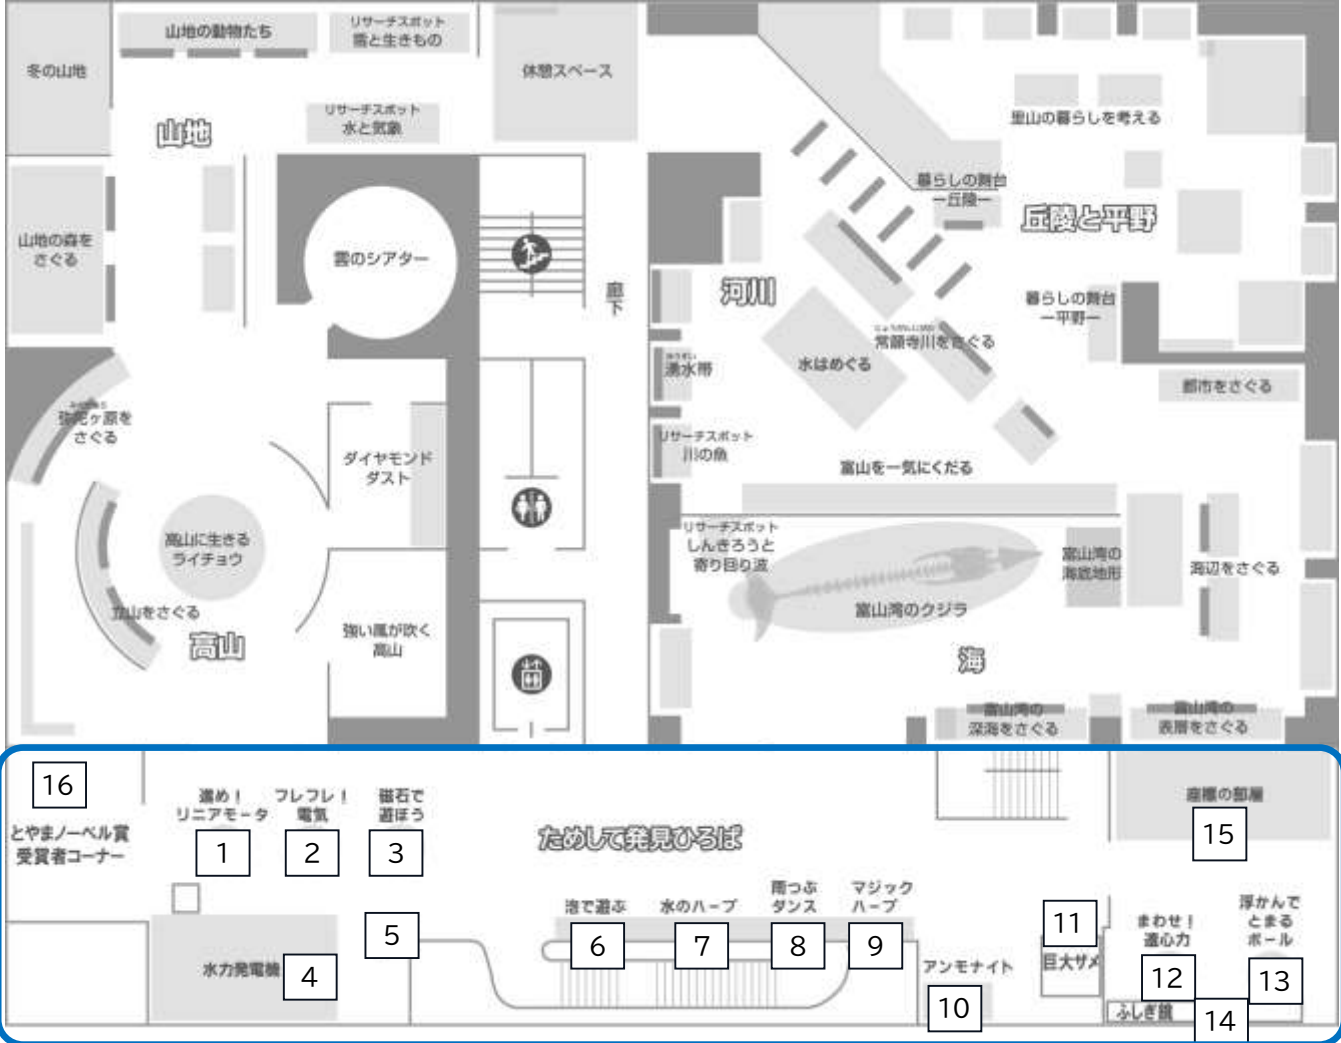 山地の動物たち
リサーチスポット
雪と生きもの
冬の山地
休憩スペース
リサーチスポット
水と気象
山地
里山の暮らしを考える
暮らしの舞台
ー丘陵ー
丘陵と平野
山地の森を
さぐる
雲のシアター
廊下
河川
暮らしの舞台
ー平野ー
常願寺川をさぐる
水はめぐる
湧水帯
都市をさぐる
弥陀ヶ原を
さぐる
リサーチスポット
川の魚
ダイヤモンド
ダスト
富山を一気にくだる
高山に生きる
ライチョウ
リサーチスポット
しんきろうと
寄り回り波
富山湾の
海底地形
海辺をさぐる
立山をさぐる
富山湾のクジラ
高山
強い風が吹く
高山
海
富山湾の
深海をさぐる
富山湾の
表層をさぐる
16
とやまノーベル賞
受賞者コーナー
進め!
リニアモータ
1
フレフレ!
電気
2
磁石で
遊ぼう
3
ためして発見ひろば
座標の部屋
15
水力発電機
4
5
泡で遊ぶ
6
水のハープ
7
雨つぶ
ダンス
8
マジック
ハープ
9
アンモナイト
10
11
巨大ザメ
まわせ!
遠心力
12
浮かんで
とまる
ボール
13
ふしぎ鏡
14